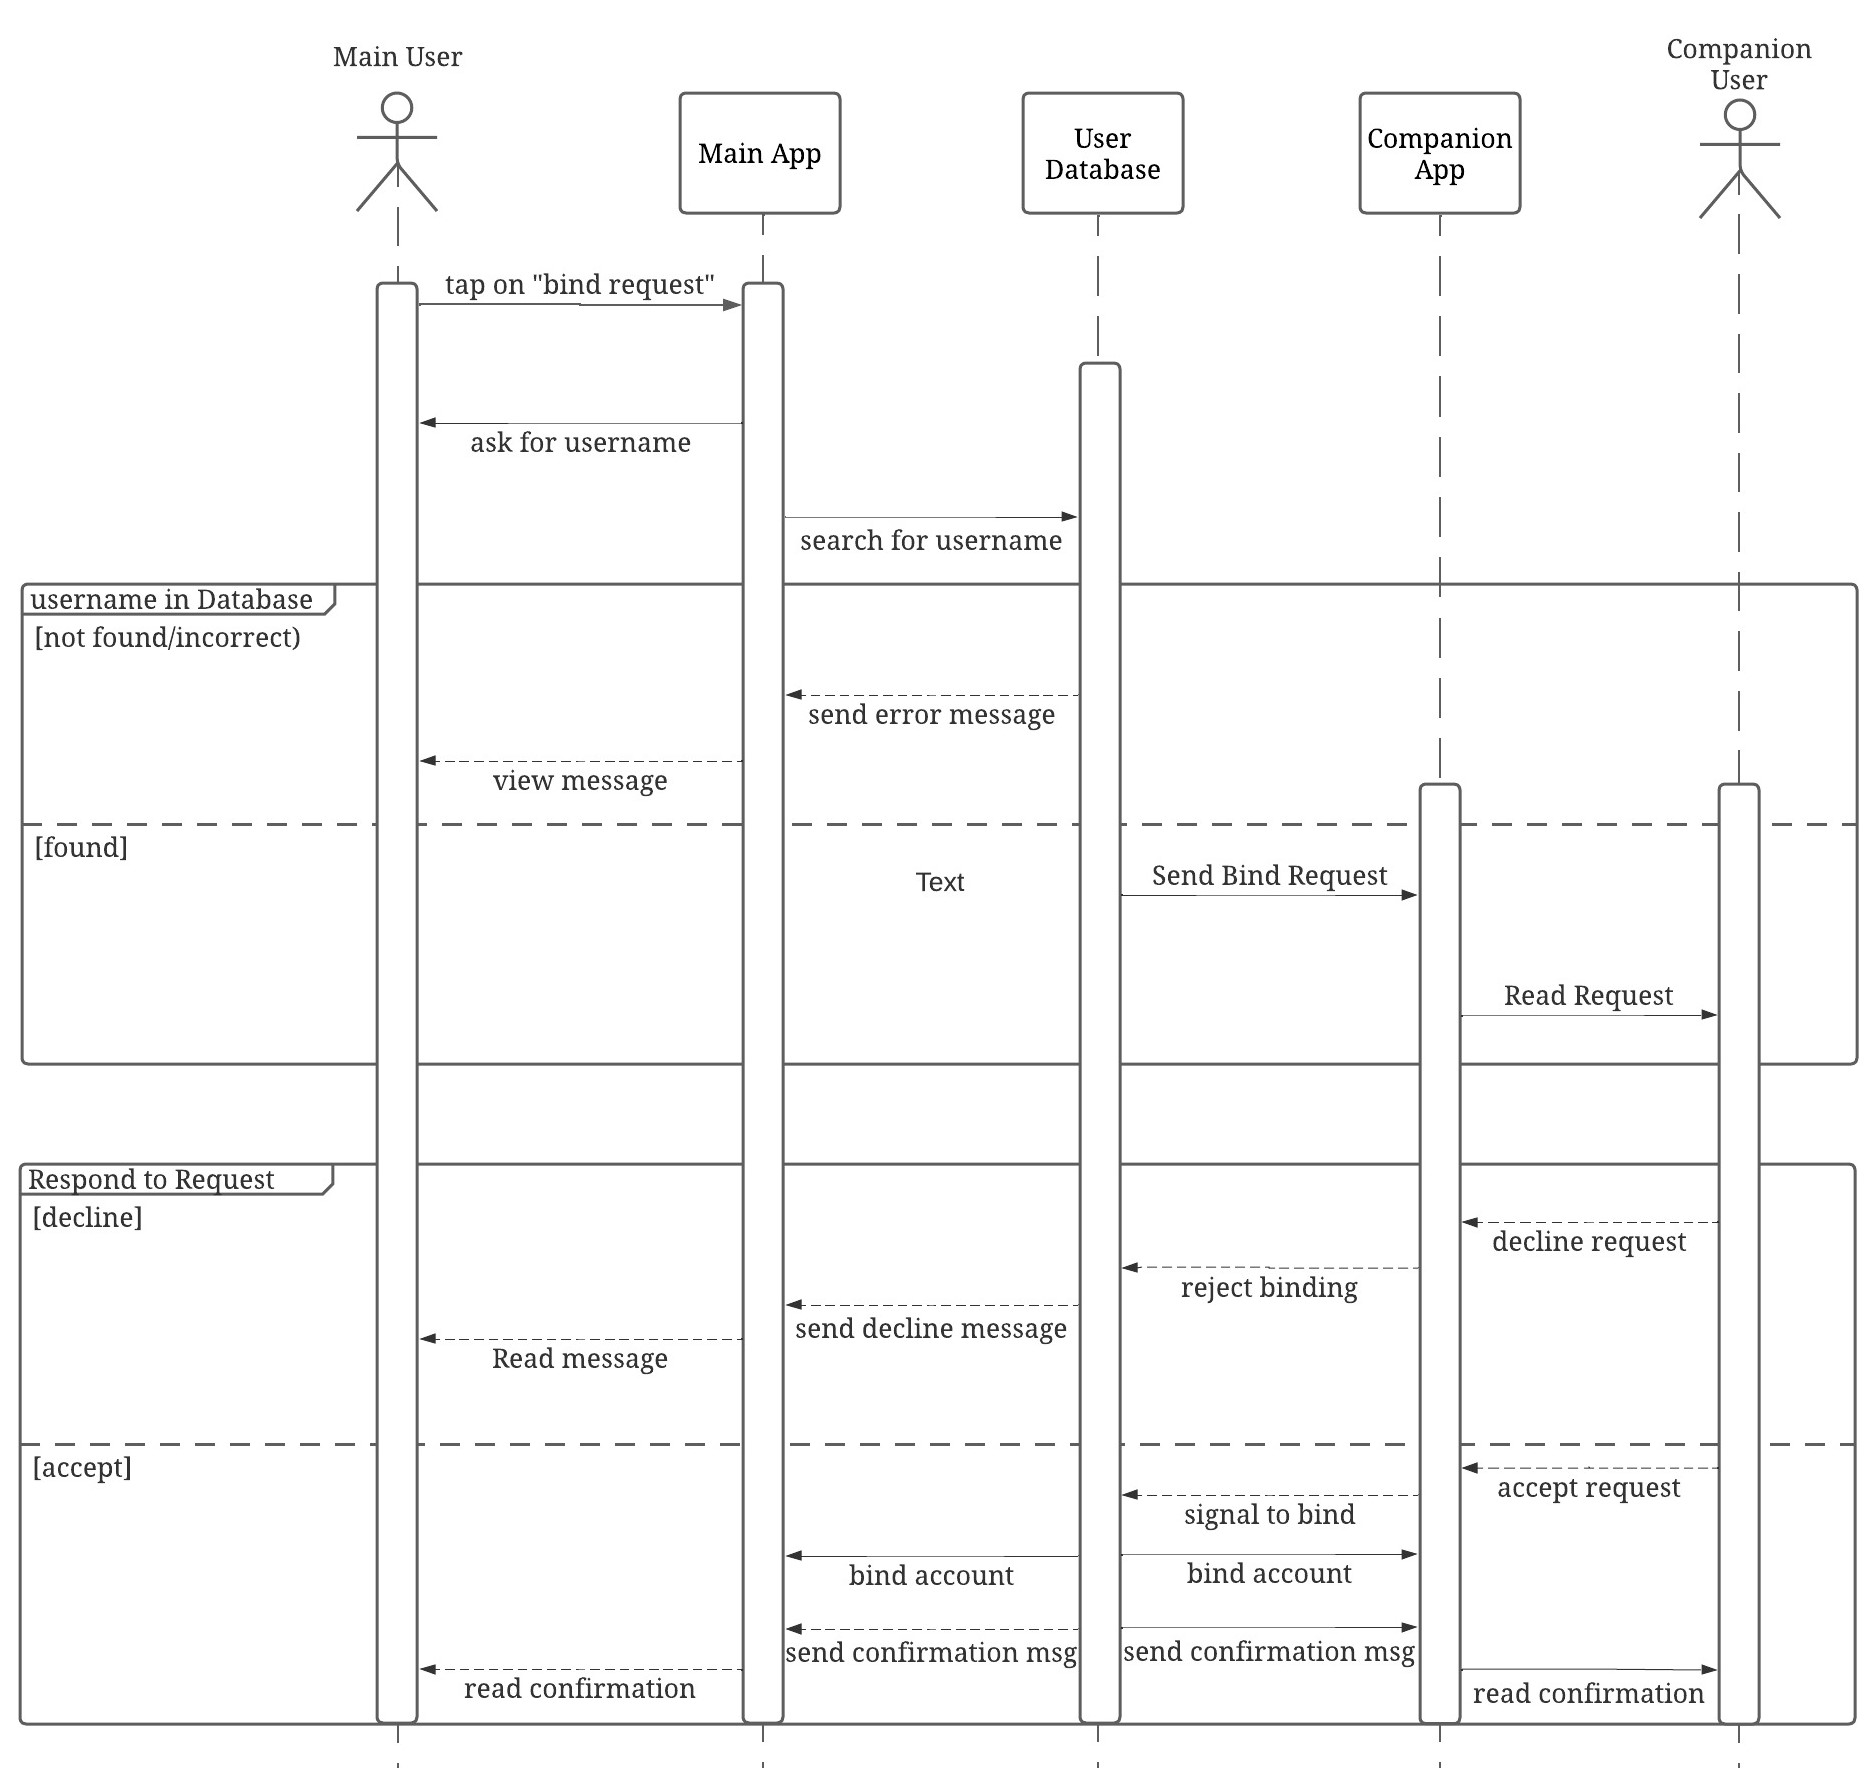 Main User
Companion
User
Main App
User
Database
Companion
App
tap on "bind request"
ask for username
search for username
username in Database
[not found/incorrect)
send error message
view message
[found]
Text
Send Bind Request
Read Request
Respond to Request
[decline]
decline request
reject binding
send decline message
Read message
[accept]
accept request
signal to bind
bind account
bind account
send confirmation msg
send confirmation msg
read confirmation
read confirmation